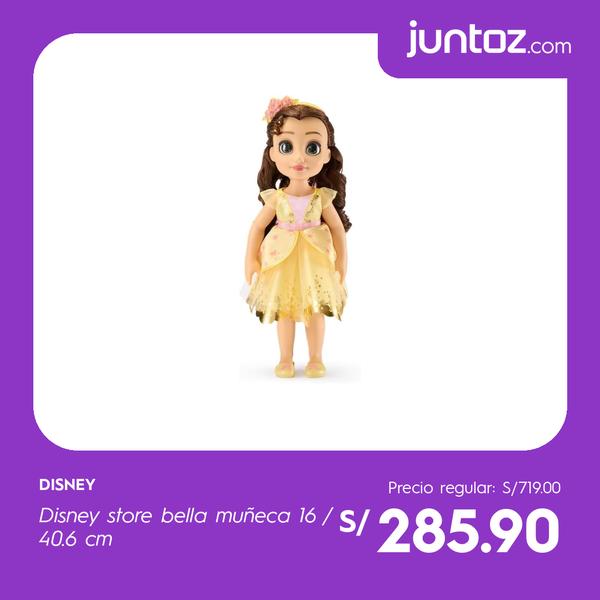 juntoz.com
DISNEY
Disney store bella muñeca 16 /
40.6 cm
Precio regular: S/719.00
S/ 285.90